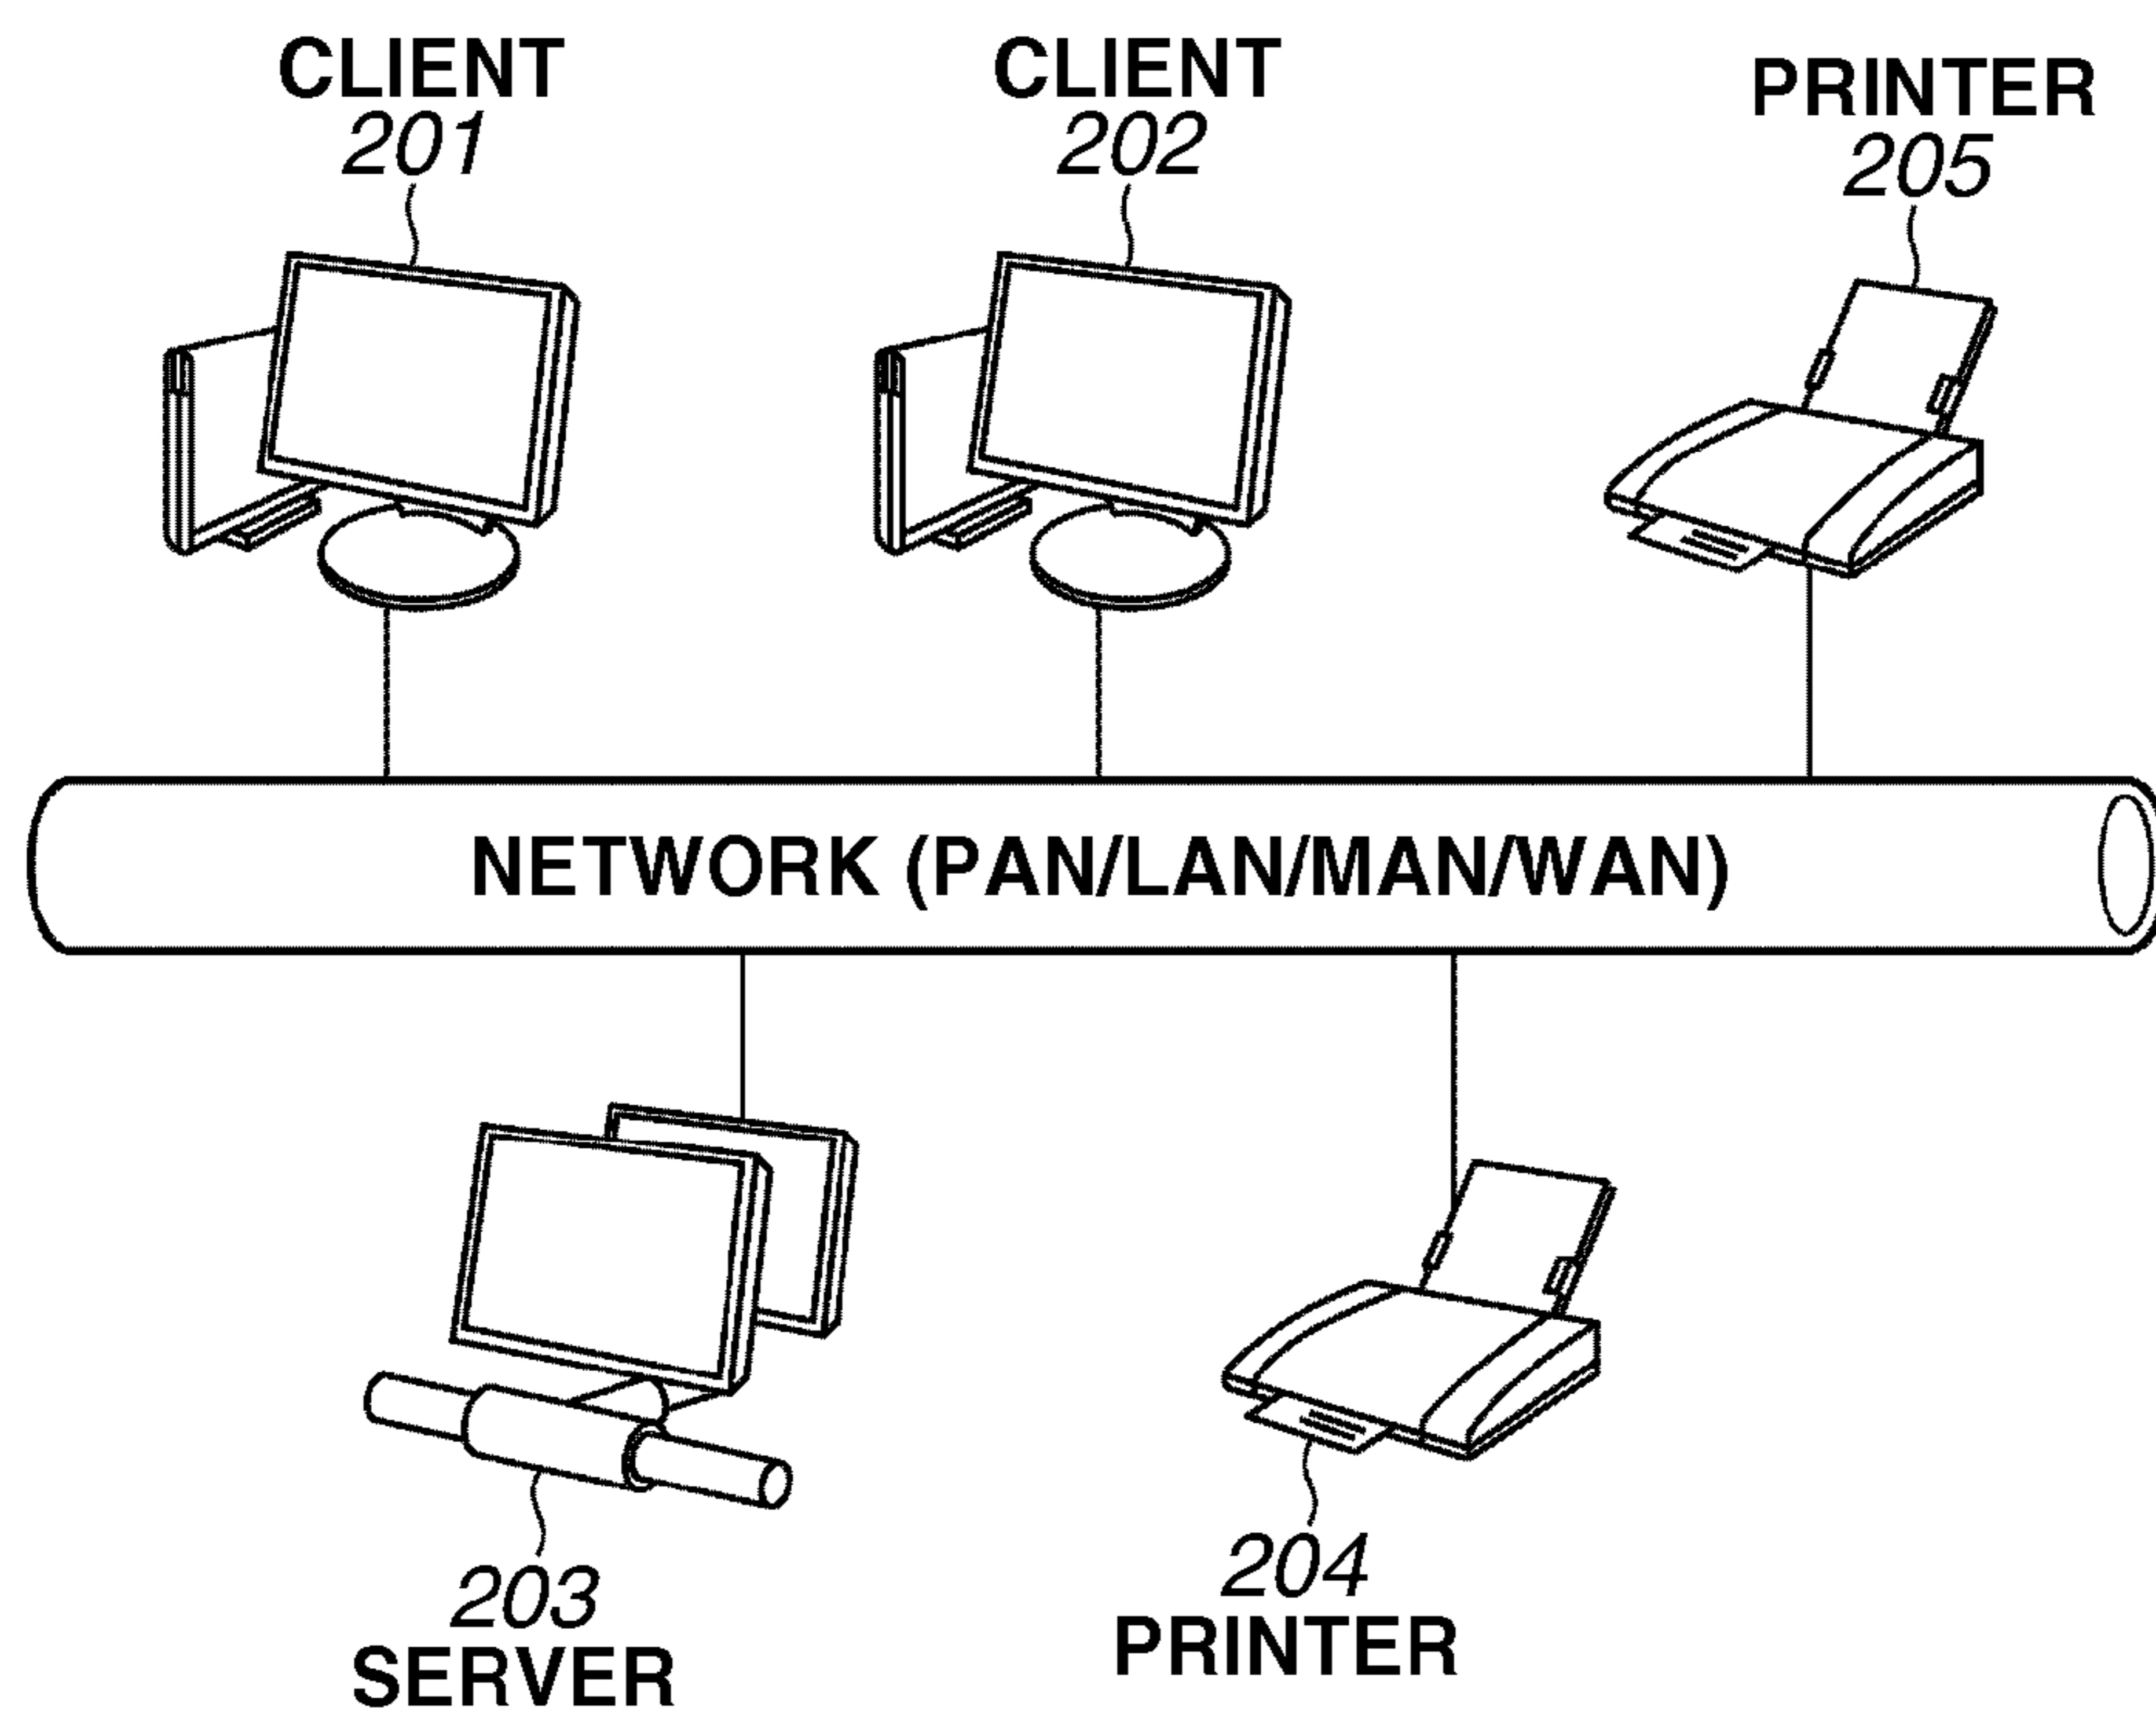 CLIENT
201
CLIENT
202
PRINTER
205
NETWORK (PAN/LAN/MAN/WAN)
203
SERVER
204
PRINTER